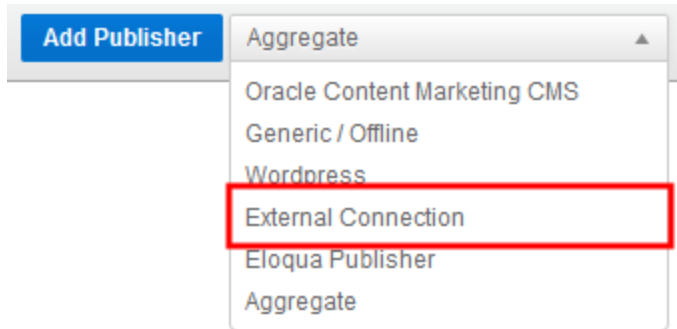 Add Publisher Aggregate
Oracle Content Marketing CMS
Generic / Offline
Wordpress
External Connection
Eloqua Publisher
Aggregate